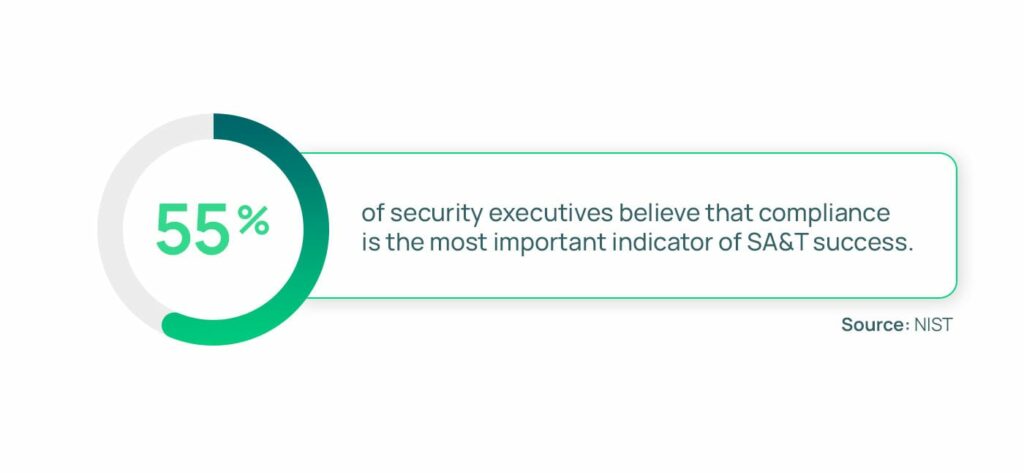 55%
of security executives believe that compliance
is the most important indicator of SA&T success.
Source: NIST